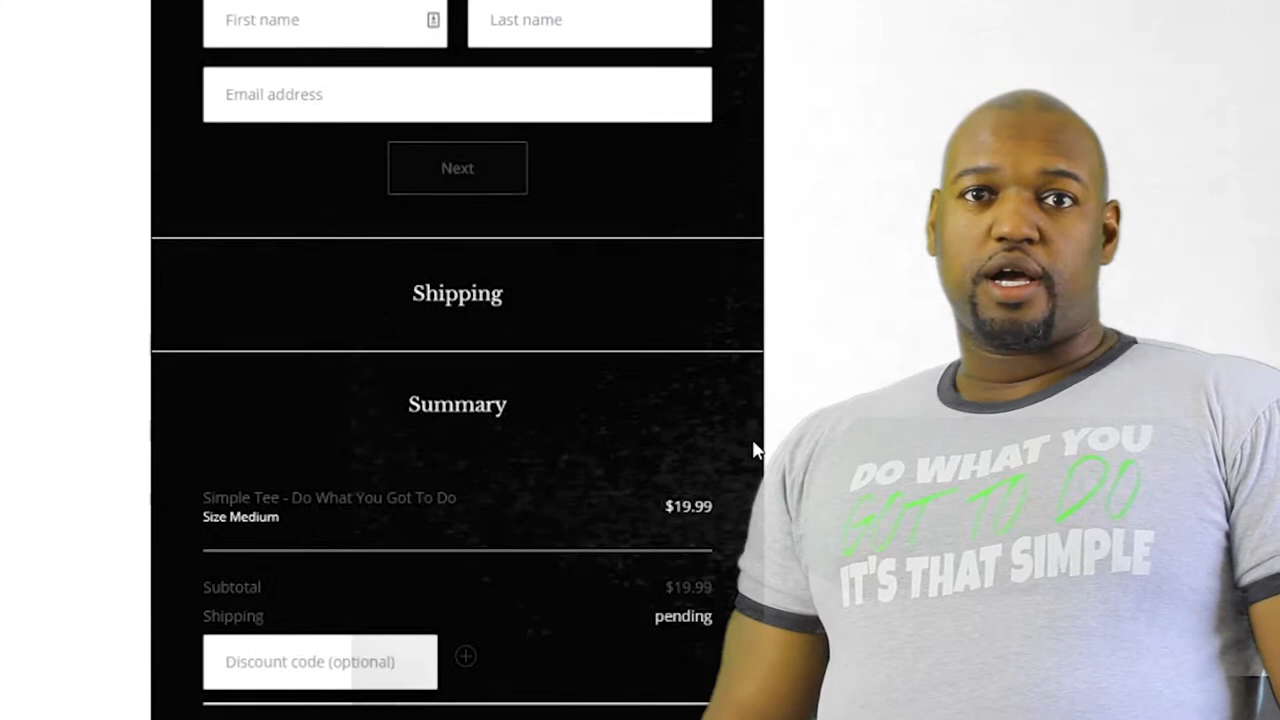 First name
Last name
Email address
Next
Shipping
Summary
Simple Tee - Do What You Got To Do
$19.99
Size Medium
Subtotal
$19.99
Shipping
pending
Discount code (optional)
DO WHAT YOU
GOT TO DO
IT'S THAT SIMPLE